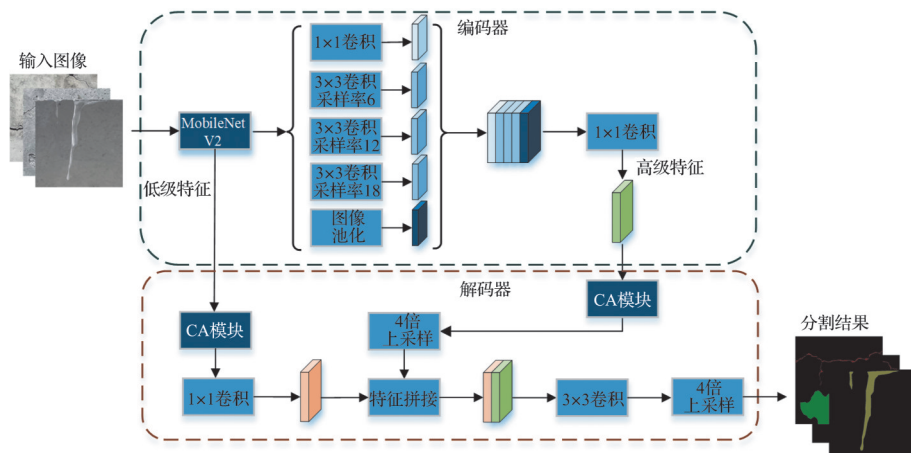 编码器
输入图像
1×1卷积
3×3卷积
采样率6
MobileNet
V2
3×3卷积
采样率12
1×1卷积
低级特征
3×3卷积
采样率18
高级特征
图像
池化
解码器
CA模块
CA模块
4倍
上采样
分割结果
1×1卷积
特征拼接
3×3卷积
4倍
上采样